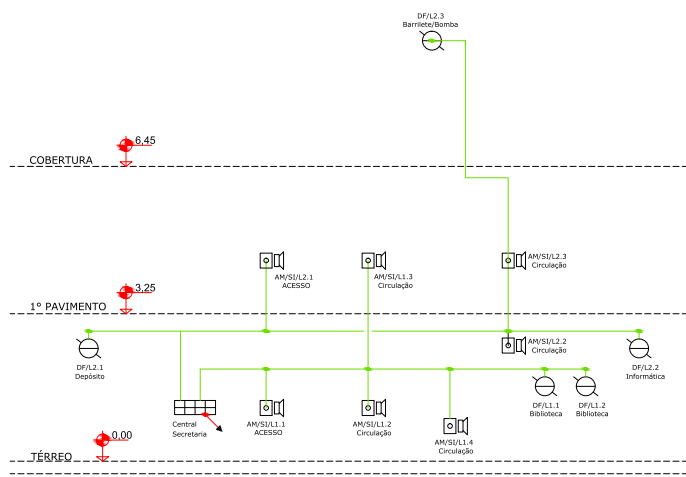 DF/L2.3
Barrilete/Bomba
6,45
COBERTURA
AM/SI/L2.1
ACESSO
AM/SI/L1.3
Circulação
AM/SI/L2.3
Circulação
3,25
1º PAVIMENTO
DF/L2.1
Depósito
AM/SI/L2.2
Circulação
DF/L2.2
Informática
Central
Secretaria
AM/SI/L1.1
ACESSO
AM/SI/L1.2
Circulação
AM/SI/L1.4
Circulação
DF/L1.1
Biblioteca
DF/L1.2
Biblioteca
0,00
TÉRREO